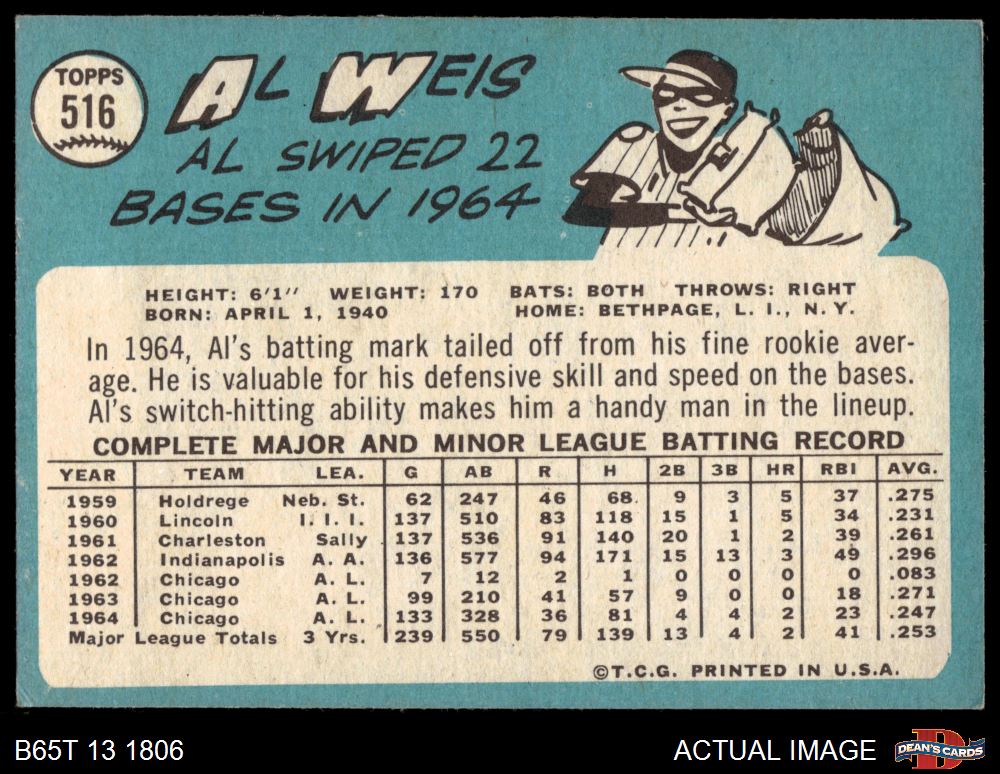 TOPPS
516
AL WEIS
AL SWIPED 22
BASES IN 1964
HEIGHT: 6'1" WEIGHT: 170 BATS: BOTH THROWS: RIGHT
BORN: APRIL 1, 1940 HOME: BETHPAGE, L. I., N. Y.
In 1964, Al's batting mark tailed off from his fine rookie aver-
age. He is valuable for his defensive skill and speed on the bases.
Al's switch-hitting ability makes him a handy man in the lineup.
COMPLETE MAJOR AND MINOR LEAGUE BATTING RECORD
YEAR TEAM LEA. G AB R H 2B 3B HR RBI AVG.
1959 Holdrege Neb. St. 62 247 46 68 9 3 5 37 .275
1960 Lincoln I. I. I. 137 510 83 118 15 1 5 34 .231
1961 Charleston Sally 137 536 91 140 20 1 2 39 .261
1962 Indianapolis A. A. 136 577 94 171 15 13 3 49 .296
1962 Chicago A. L. 7 12 2 1 0 0 0 0 .083
1963 Chicago A. L. 99 210 41 57 9 0 0 18 .271
1964 Chicago A. L. 133 328 36 81 4 4 2 23 .247
Major League Totals 3 Yrs. 239 550 79 139 13 4 2 41 .253
©T.C.G. PRINTED IN U.S.A.
B65T 13 1806
ACTUAL IMAGE
DEAN'S CARDS